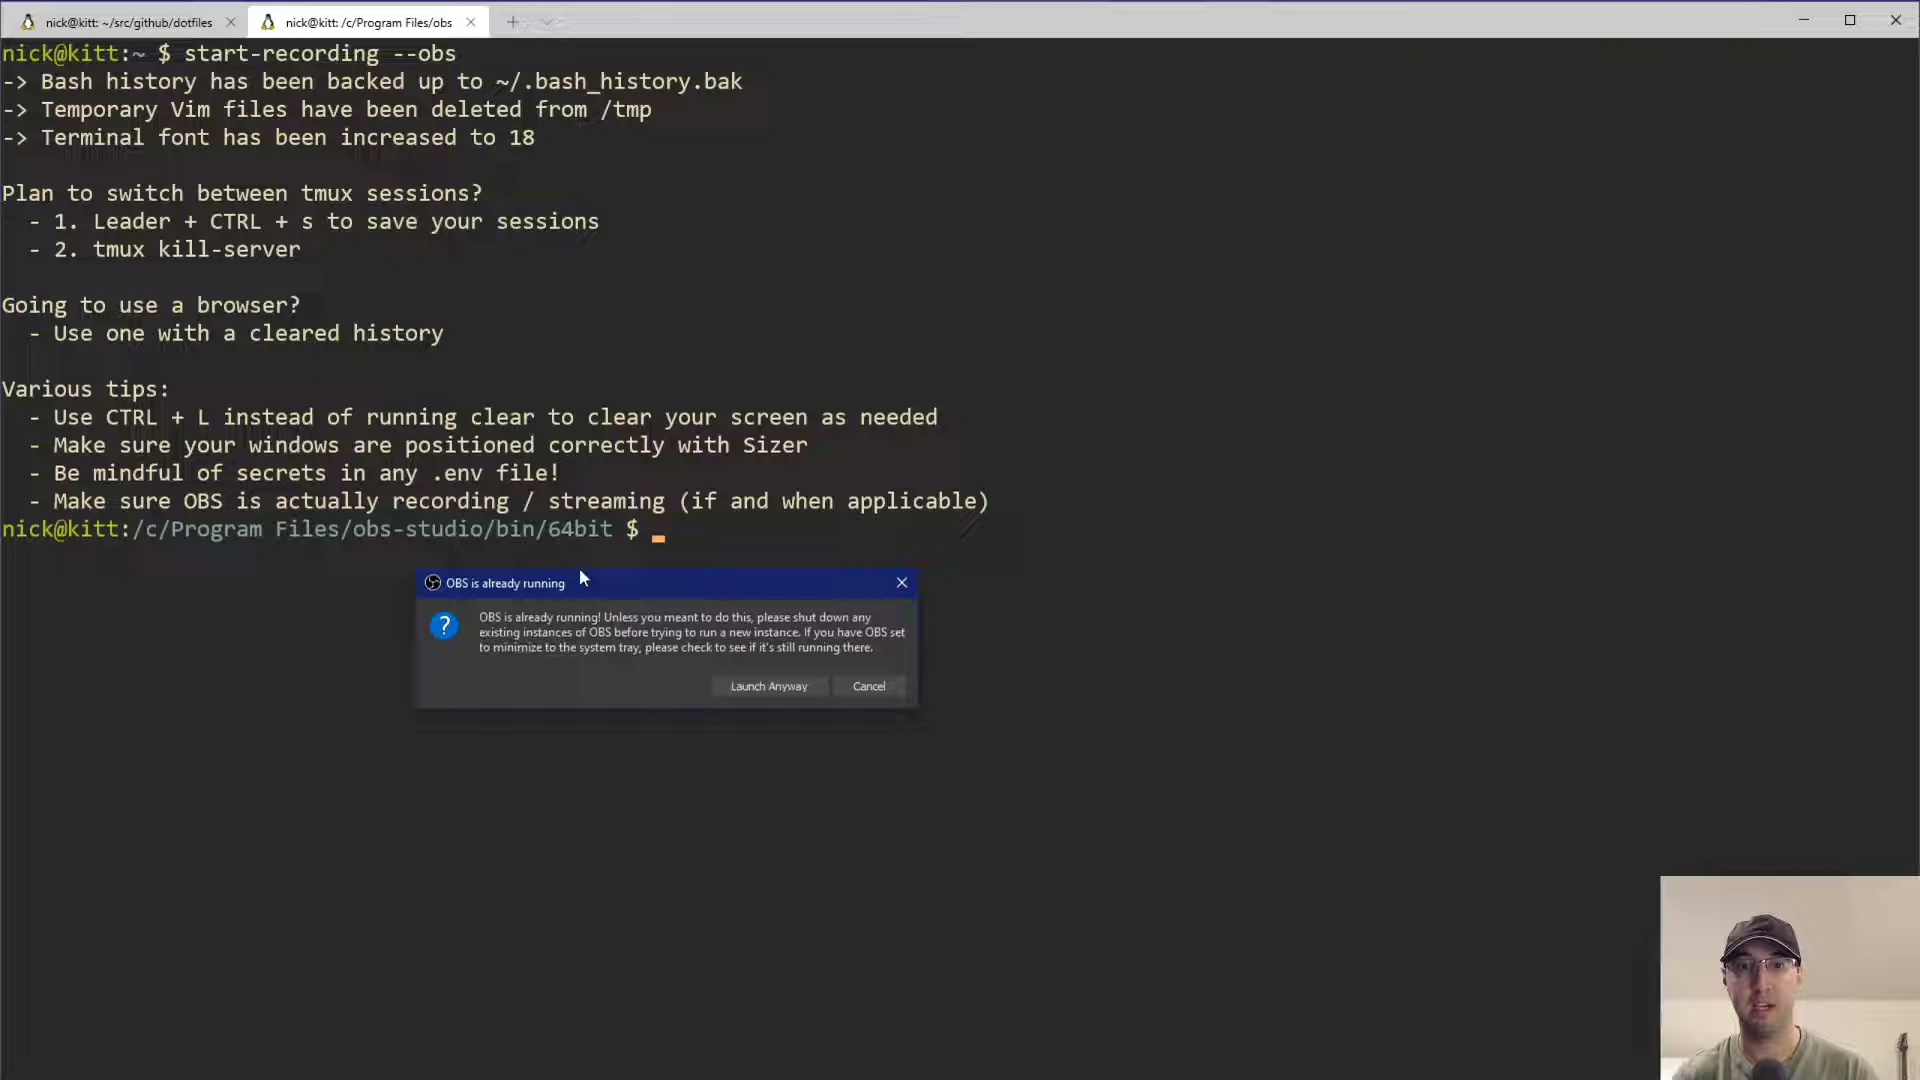 nick@kitt: ~/src/github/dotfiles
nick@kitt: /c/Program Files/obs
nick@kitt:~ $ start-recording --obs
-> Bash history has been backed up to ~/.bash_history.bak
-> Temporary Vim files have been deleted from /tmp
-> Terminal font has been increased to 18
Plan to switch between tmux sessions?
- 1. Leader + CTRL + s to save your sessions
- 2. tmux kill-server
Going to use a browser?
- Use one with a cleared history
Various tips:
- Use CTRL + L instead of running clear to clear your screen as needed
- Make sure your windows are positioned correctly with Sizer
- Be mindful of secrets in any .env file!
- Make sure OBS is actually recording / streaming (if and when applicable)
nick@kitt:/c/Program Files/obs-studio/bin/64bit $
OBS is already running
OBS is already running! Unless you meant to do this, please shut down any
existing instances of OBS before trying to run a new instance. If you have OBS set
to minimize to the system tray, please check to see if it's still running there.
Launch Anyway
Cancel